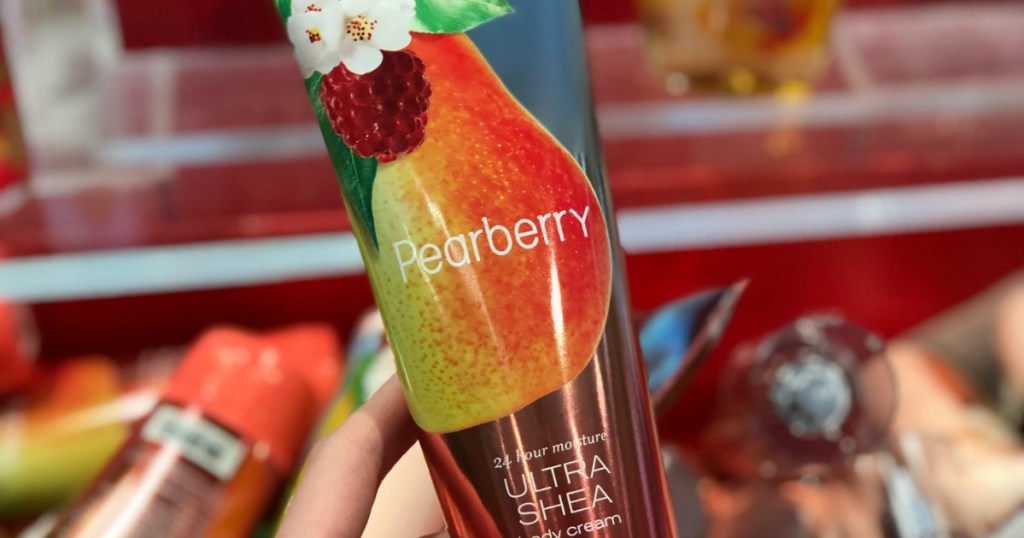 Pearberry
24 hour moisture
ULTRA
SHEA
body cream